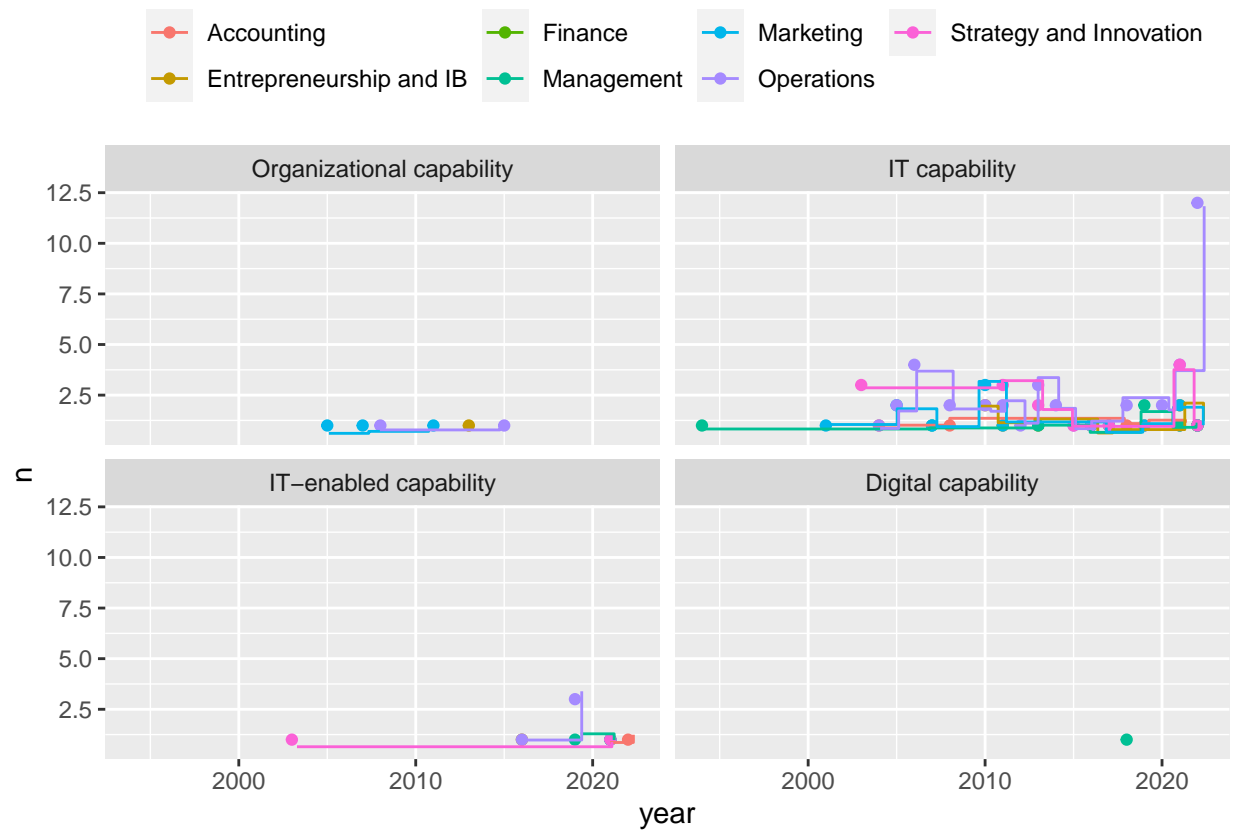 Accounting Finance Marketing Strategy and Innovation
Entrepreneurship and IB Management Operations
Organizational capability IT capability
12.5
10.0
7.5
5.0
2.5
n
IT−enabled capability Digital capability
12.5
10.0
7.5
5.0
2.5
2000 2010 2020 2000 2010 2020
year